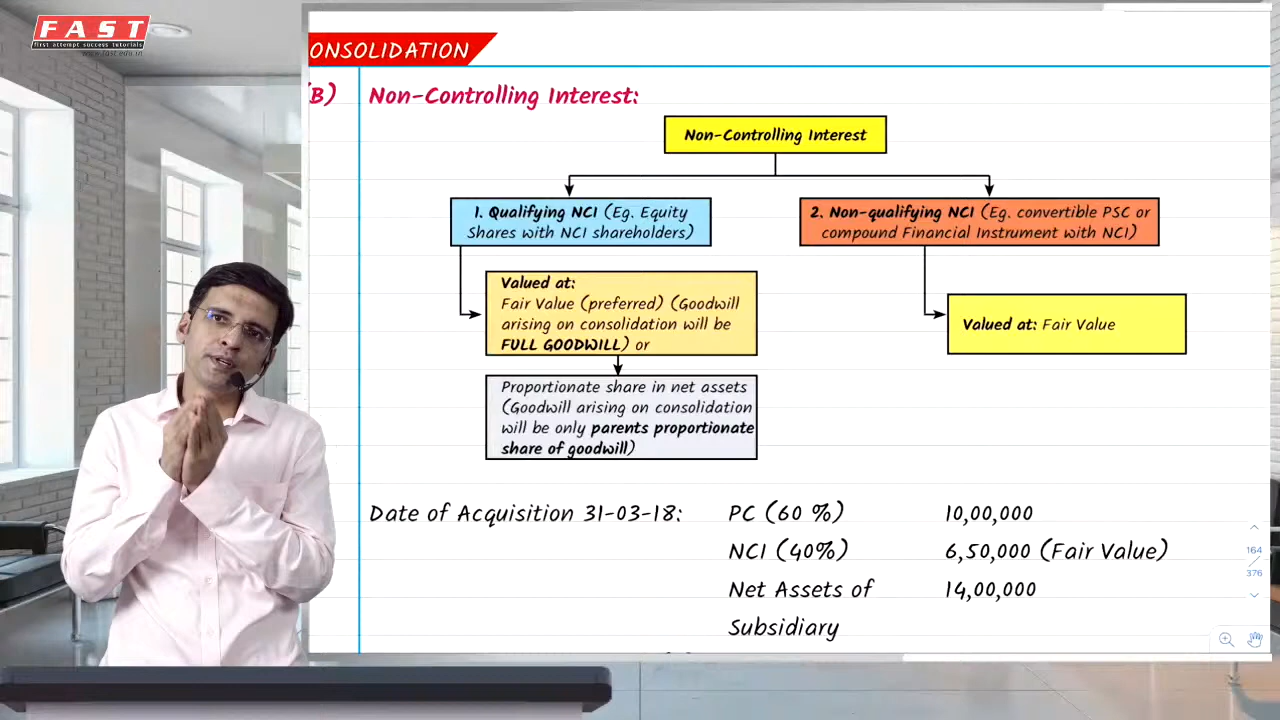 FAST
first attempt success tutorials
www.fast.edu.in
ONSOLIDATION
B)
Non-Controlling Interest:
Non-Controlling Interest
1. Qualifying NCI (Eg. Equity
Shares with NCI shareholders)
2. Non-qualifying NCI (Eg. convertible PSC or
compound Financial Instrument with NCI)
Valued at:
Fair Value (preferred) (Goodwill
arising on consolidation will be
FULL GOODWILL) or
Valued at: Fair Value
Proportionate share in net assets
(Goodwill arising on consolidation
will be only parents proportionate
share of goodwill)
Date of Acquisition 31-03-18:
PC (60 %) 10,00,000
NCI (40%) 6,50,000 (Fair Value)
Net Assets of 14,00,000
Subsidiary
164
376